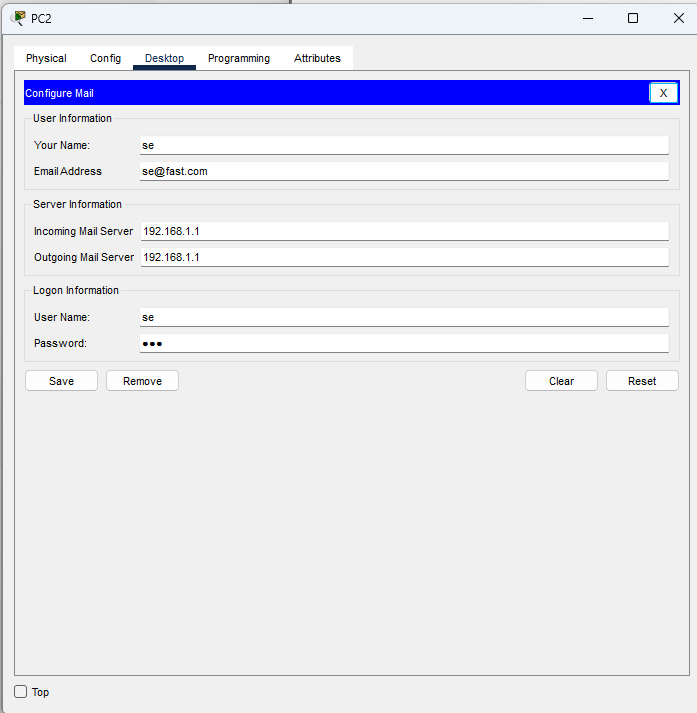 PC2
Physical Config Desktop Programming Attributes
Configure Mail X
User Information
Your Name: se
Email Address se@fast.com
Server Information
Incoming Mail Server 192.168.1.1
Outgoing Mail Server 192.168.1.1
Logon Information
User Name: se
Password: ●●●
Save Remove Clear Reset
Top